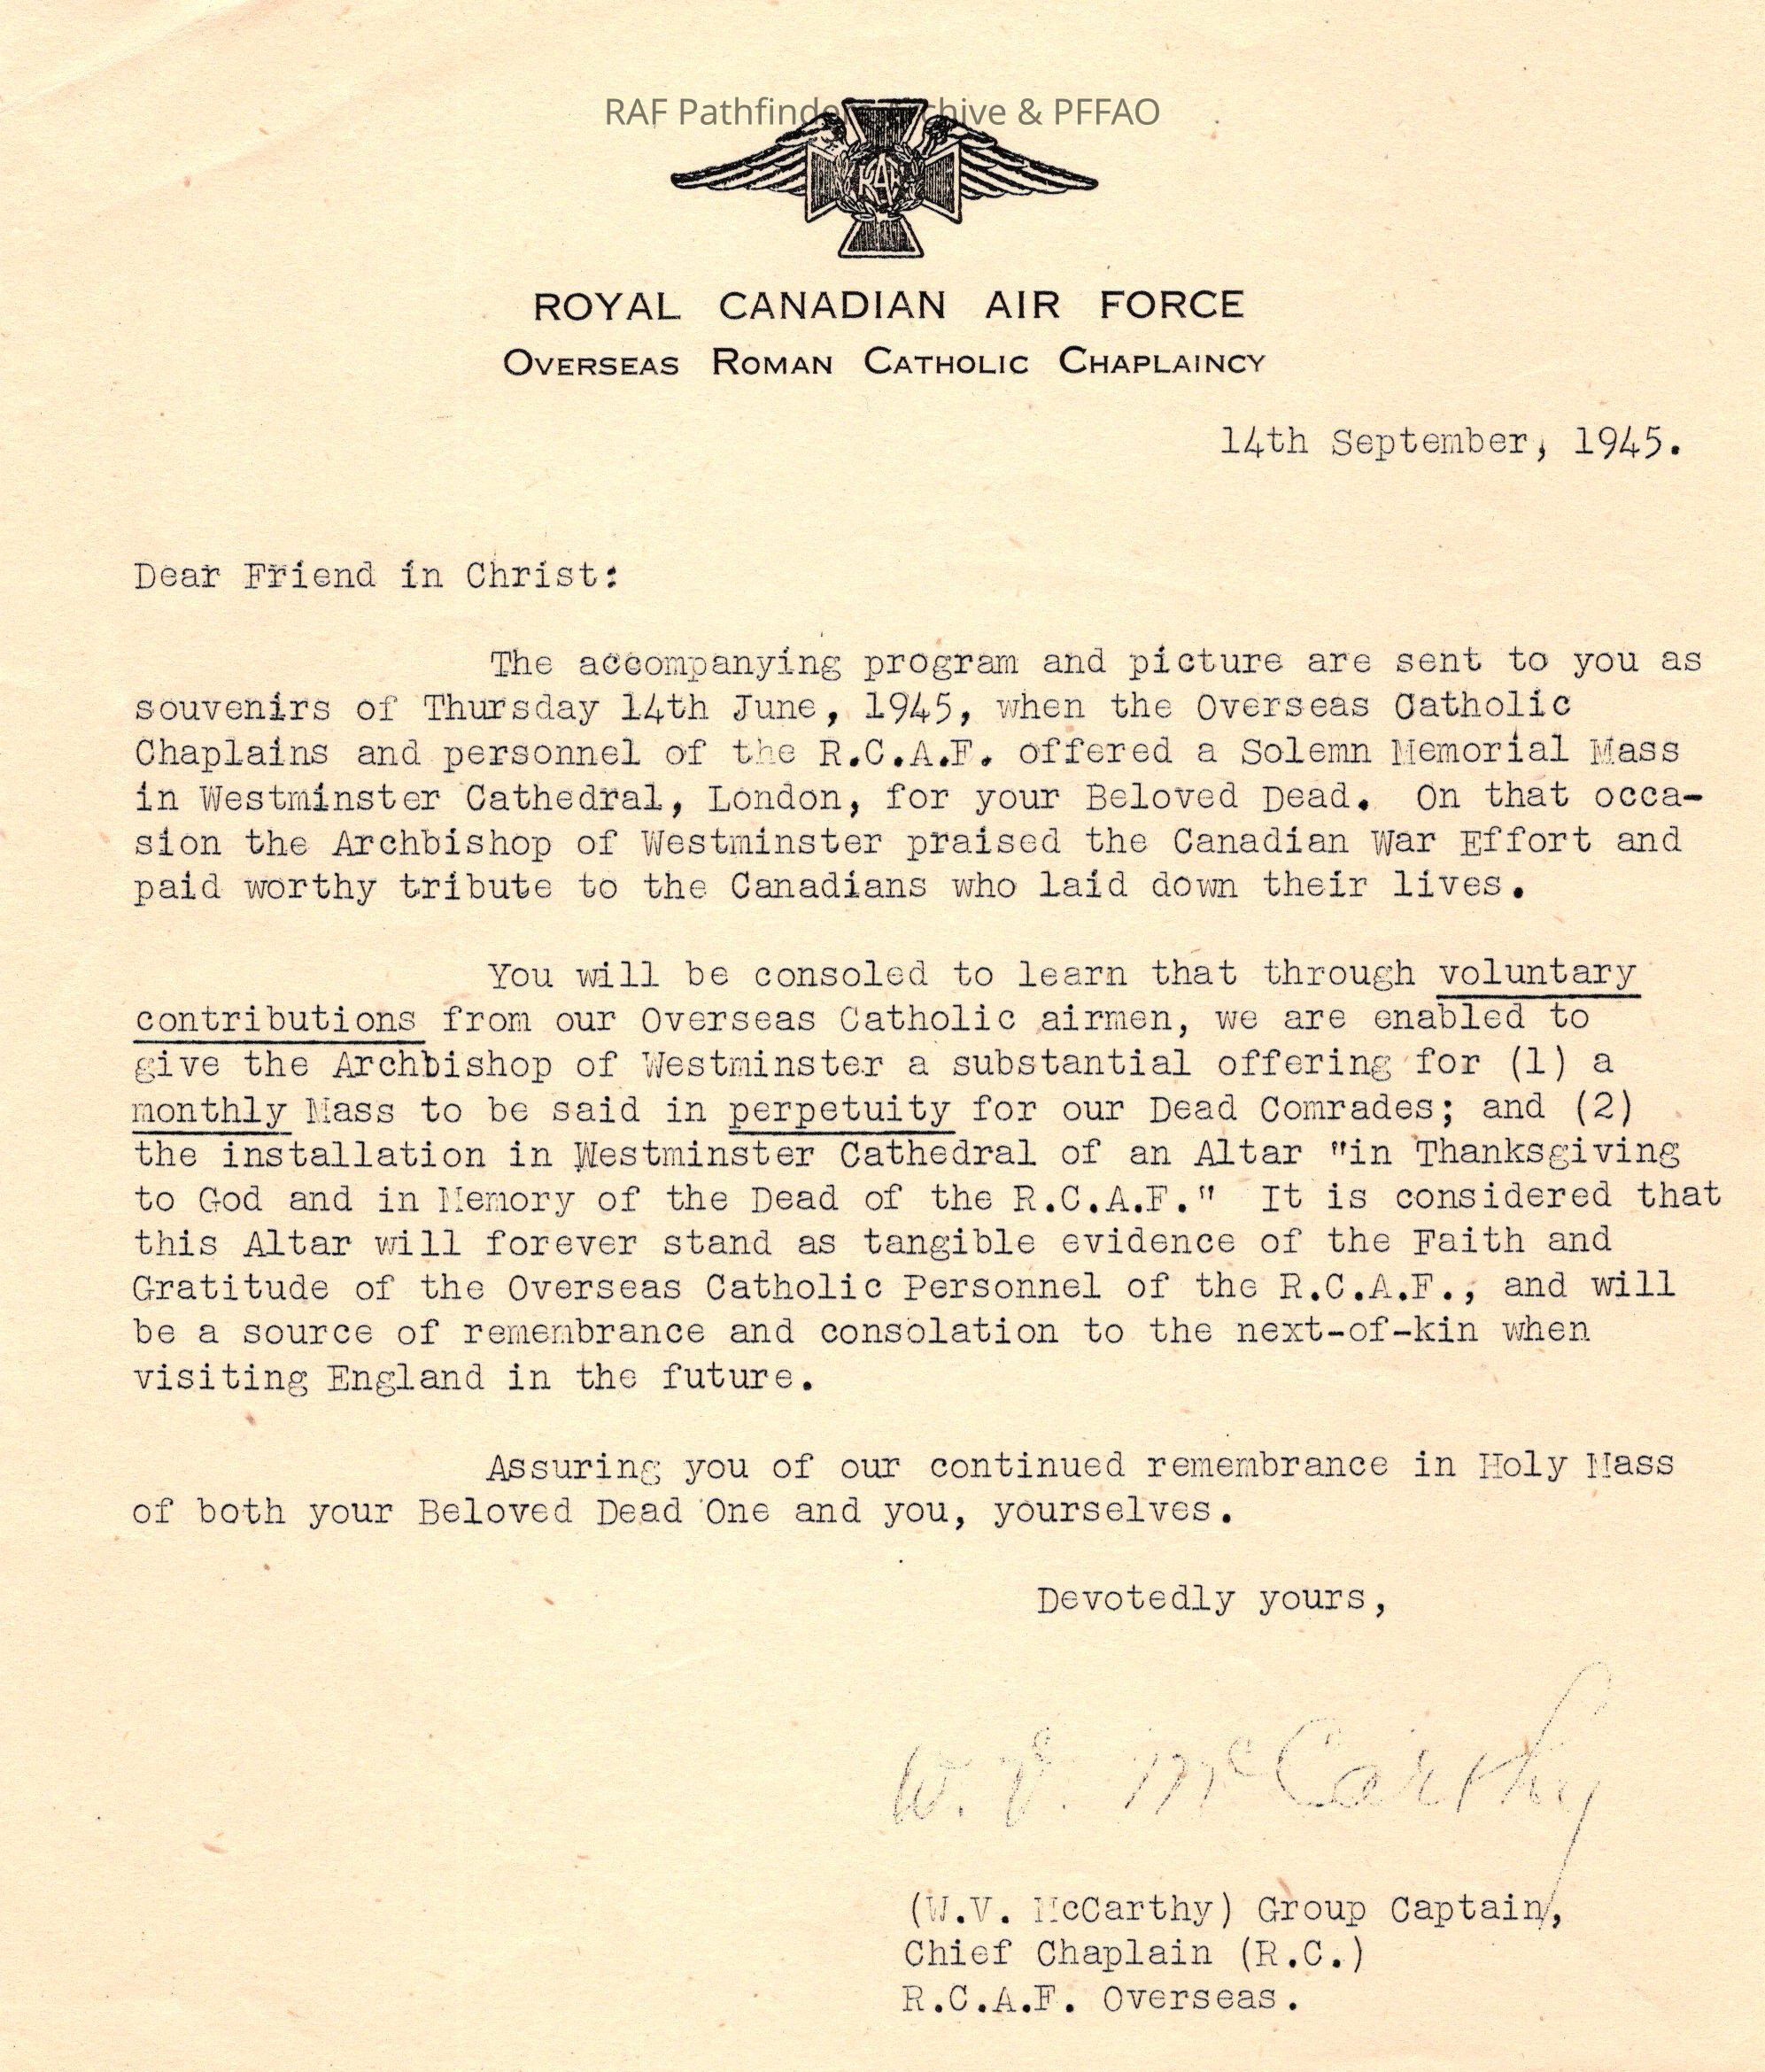 RAF Pathfinde chive & PFFAO
RAF
ROYAL CANADIAN AIR FORCE
OVERSEAS ROMAN CATHOLIC CHAPLAINCY
14th September, 1945.
Dear Friend in Christ:
The accompanying program and picture are sent to you as
souvenirs of Thursday 14th June, 1945, when the Overseas Catholic
Chaplains and personnel of the R.C.A.F. offered a Solemn Memorial Mass
in Westminster Cathedral, London, for your Beloved Dead. On that occa-
sion the Archbishop of Westminster praised the Canadian War Effort and
paid worthy tribute to the Canadians who laid down their lives.
You will be consoled to learn that through voluntary
contributions from our Overseas Catholic airmen, we are enabled to
give the Archbishop of Westminster a substantial offering for (1) a
monthly Mass to be said in perpetuity for our Dead Comrades; and (2)
the installation in Westminster Cathedral of an Altar "in Thanksgiving
to God and in Memory of the Dead of the R.C.A.F." It is considered that
this Altar will forever stand as tangible evidence of the Faith and
Gratitude of the Overseas Catholic Personnel of the R.C.A.F., and will
be a source of remembrance and consolation to the next-of-kin when
visiting England in the future.
Assuring you of our continued remembrance in Holy Mass
of both your Beloved Dead One and you, yourselves.
Devotedly yours,
W. V. McCarthy
(W.V. McCarthy) Group Captain,
Chief Chaplain (R.C.)
R.C.A.F. Overseas.